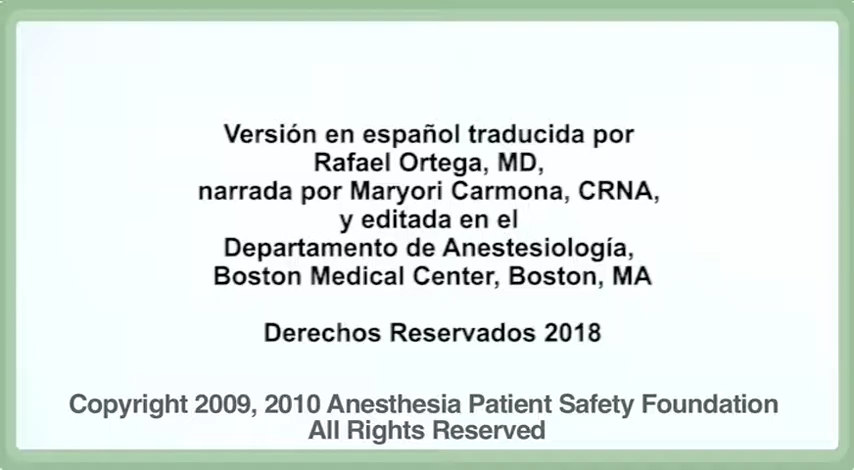 Versión en español traducida por
Rafael Ortega, MD,
narrada por Maryori Carmona, CRNA,
y editada en el
Departamento de Anestesiología,
Boston Medical Center, Boston, MA
Derechos Reservados 2018
Copyright 2009, 2010 Anesthesia Patient Safety Foundation
All Rights Reserved